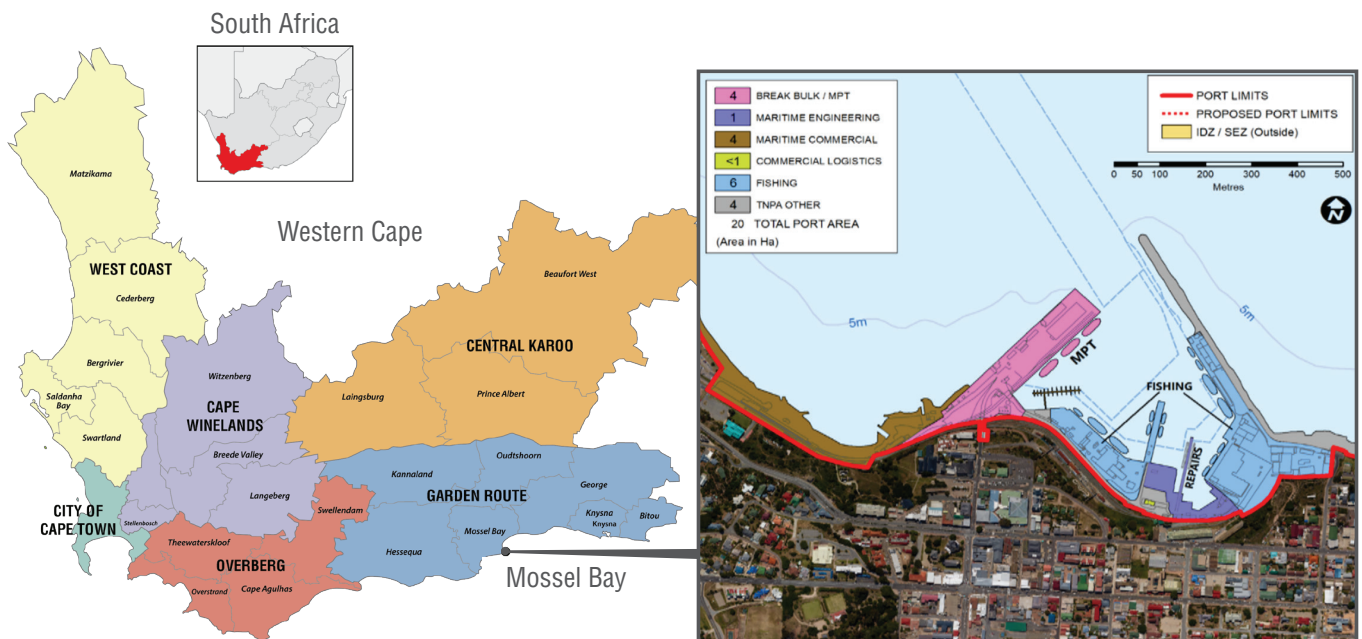 South Africa
Western Cape
Matzikama
WEST COAST
Cederberg
Bergrivier
Saldanha
Bay
Swartland
CITY OF
CAPE TOWN
Witzenberg
CAPE
WINELANDS
Breede Valley
Langeberg
Stellenbosch
Beaufort West
CENTRAL KAROO
Laingsburg
Prince Albert
Kannaland
Oudtshoorn
GARDEN ROUTE
George
Knysna
Knysna
Bitou
Mossel Bay
Hessequa
Swellendam
Theewaterskloof
OVERBERG
Overstrand
Cape Agulhas
Mossel Bay
4 BREAK BULK / MPT
1 MARITIME ENGINEERING
4 MARITIME COMMERCIAL
<1 COMMERCIAL LOGISTICS
6 FISHING
4 TNPA OTHER
20 TOTAL PORT AREA
(Area in Ha)
PORT LIMITS
PROPOSED PORT LIMITS
IDZ / SEZ (Outside)
0 50 100 200 300 400 500
Metres
N
5m
5m
MPT
FISHING
REPAIRS